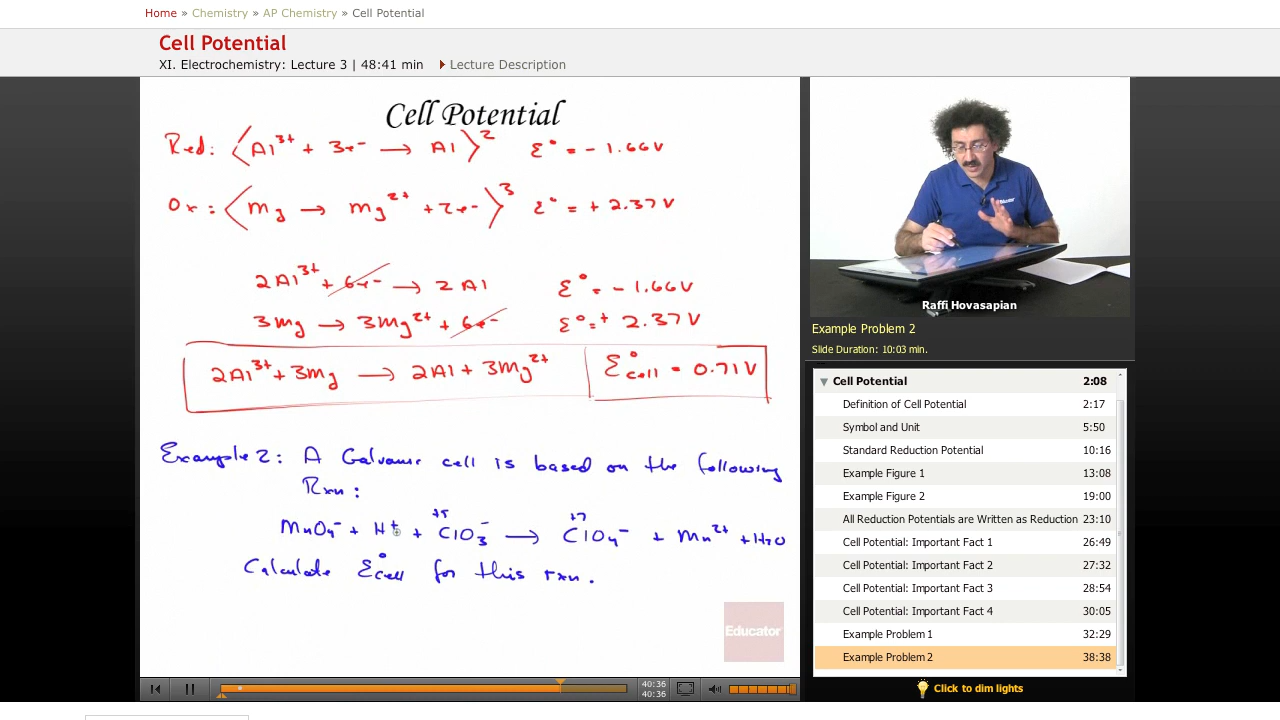 Home » Chemistry » AP Chemistry » Cell Potential
Cell Potential
XI. Electrochemistry: Lecture 3 | 48:41 min Lecture Description
Cell Potential
Red: ⟨Al³⁺ + 3e⁻ → Al⟩² ℰ° = - 1.66V
Ox: ⟨Mg → Mg²⁺ + 2e⁻⟩³ ℰ° = + 2.37V
2Al³⁺ + 6e⁻ → 2Al ℰ° = - 1.66V
3Mg → 3Mg²⁺ + 6e⁻ ℰ° = + 2.37V
2Al³⁺ + 3Mg → 2Al + 3Mg²⁺ ℰ°cell = 0.71V
Example 2: A Galvanic cell is based on the following
Rxn:
+5 +7
MnO₄⁻ + H⁺ + ClO₃⁻ → ClO₄⁻ + Mn²⁺ + H₂O
Calculate ℰ°cell for this rxn.
Educator
40:36
40:36
Raffi Hovasapian
Example Problem 2
Slide Duration: 10:03 min.
Cell Potential 2:08
Definition of Cell Potential 2:17
Symbol and Unit 5:50
Standard Reduction Potential 10:16
Example Figure 1 13:08
Example Figure 2 19:00
All Reduction Potentials are Written as Reduction 23:10
Cell Potential: Important Fact 1 26:49
Cell Potential: Important Fact 2 27:32
Cell Potential: Important Fact 3 28:54
Cell Potential: Important Fact 4 30:05
Example Problem 1 32:29
Example Problem 2 38:38
Click to dim lights